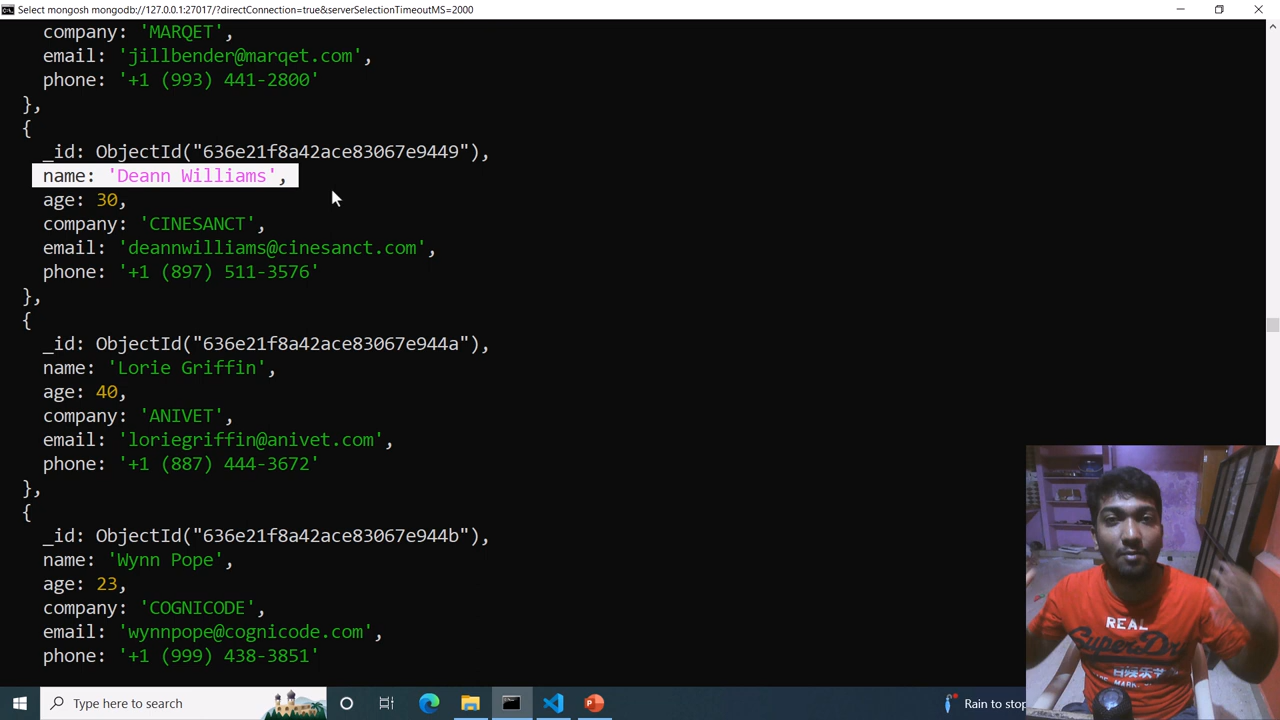 Select mongosh mongodb://127.0.0.1:27017/?directConnection=true&serverSelectionTimeoutMS=2000
company: 'MARQET',
email: 'jillbender@marqet.com',
phone: '+1 (993) 441-2800'
},
{
_id: ObjectId("636e21f8a42ace83067e9449"),
name: 'Deann Williams',
age: 30,
company: 'CINESANCT',
email: 'deannwilliams@cinesanct.com',
phone: '+1 (897) 511-3576'
},
{
_id: ObjectId("636e21f8a42ace83067e944a"),
name: 'Lorie Griffin',
age: 40,
company: 'ANIVET',
email: 'loriegriffin@anivet.com',
phone: '+1 (887) 444-3672'
},
{
_id: ObjectId("636e21f8a42ace83067e944b"),
name: 'Wynn Pope',
age: 23,
company: 'COGNICODE',
email: 'wynnpope@cognicode.com',
phone: '+1 (999) 438-3851'
REAL
SuperDry
Type here to search
Rain to stop